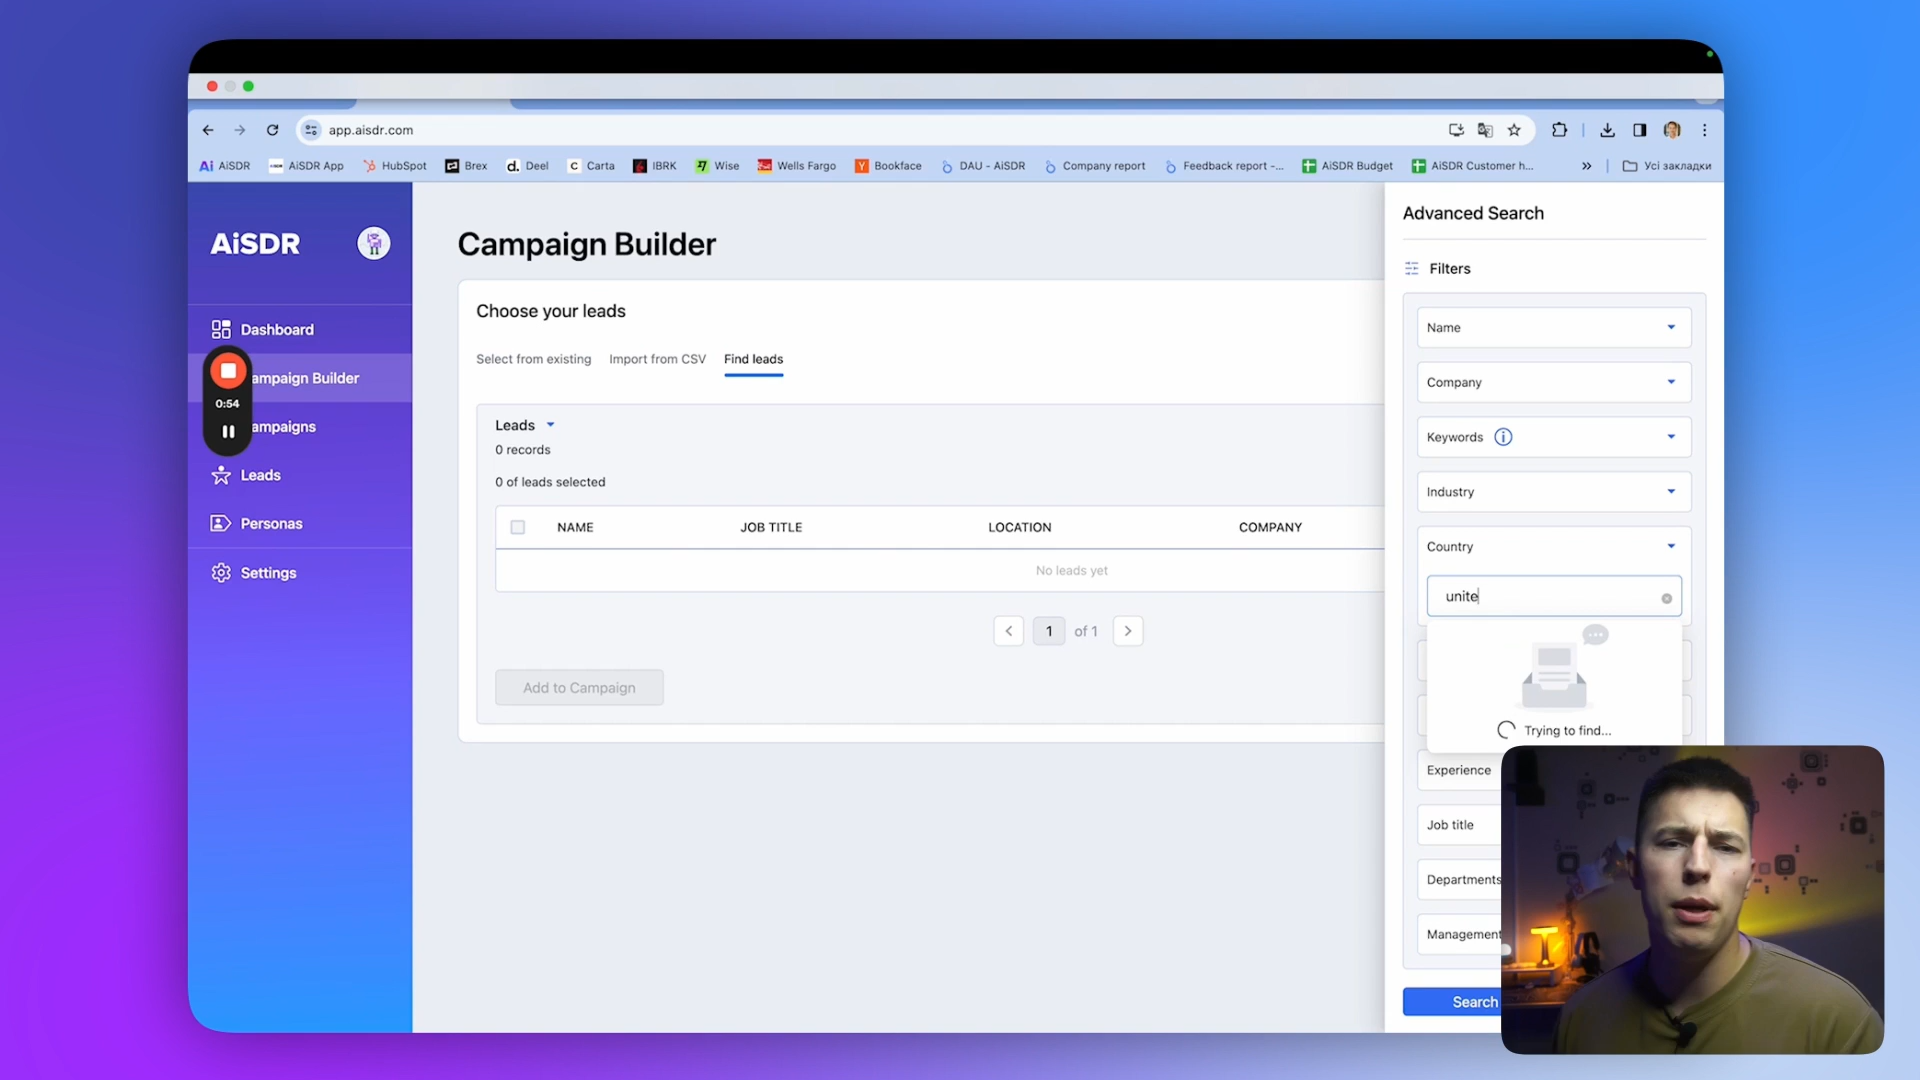 app.aisdr.com
Ai AiSDR
AiSDR App
HubSpot
Brex
d. Deel
C Carta
IBRK
Wise
Wells Fargo
Y Bookface
DAU - AiSDR
Company report
Feedback report -...
AiSDR Budget
AiSDR Customer h...
»
Усі закладки
AiSDR
Dashboard
ampaign Builder
0:54
ampaigns
Leads
Personas
Settings
Campaign Builder
Choose your leads
Select from existing
Import from CSV
Find leads
Leads
0 records
0 of leads selected
NAME
JOB TITLE
LOCATION
COMPANY
No leads yet
1 of 1
Add to Campaign
Advanced Search
Filters
Name
Company
Keywords
Industry
Country
unite
Trying to find...
Experience
Job title
Departments
Management
Search